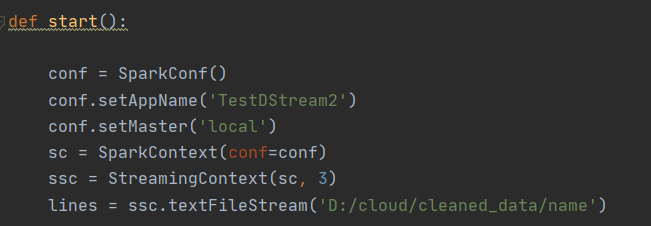 def start():
    conf = SparkConf()
    conf.setAppName('TestDStream2')
    conf.setMaster('local')
    sc = SparkContext(conf=conf)
    ssc = StreamingContext(sc, 3)
    lines = ssc.textFileStream('D:/cloud/cleaned_data/name')